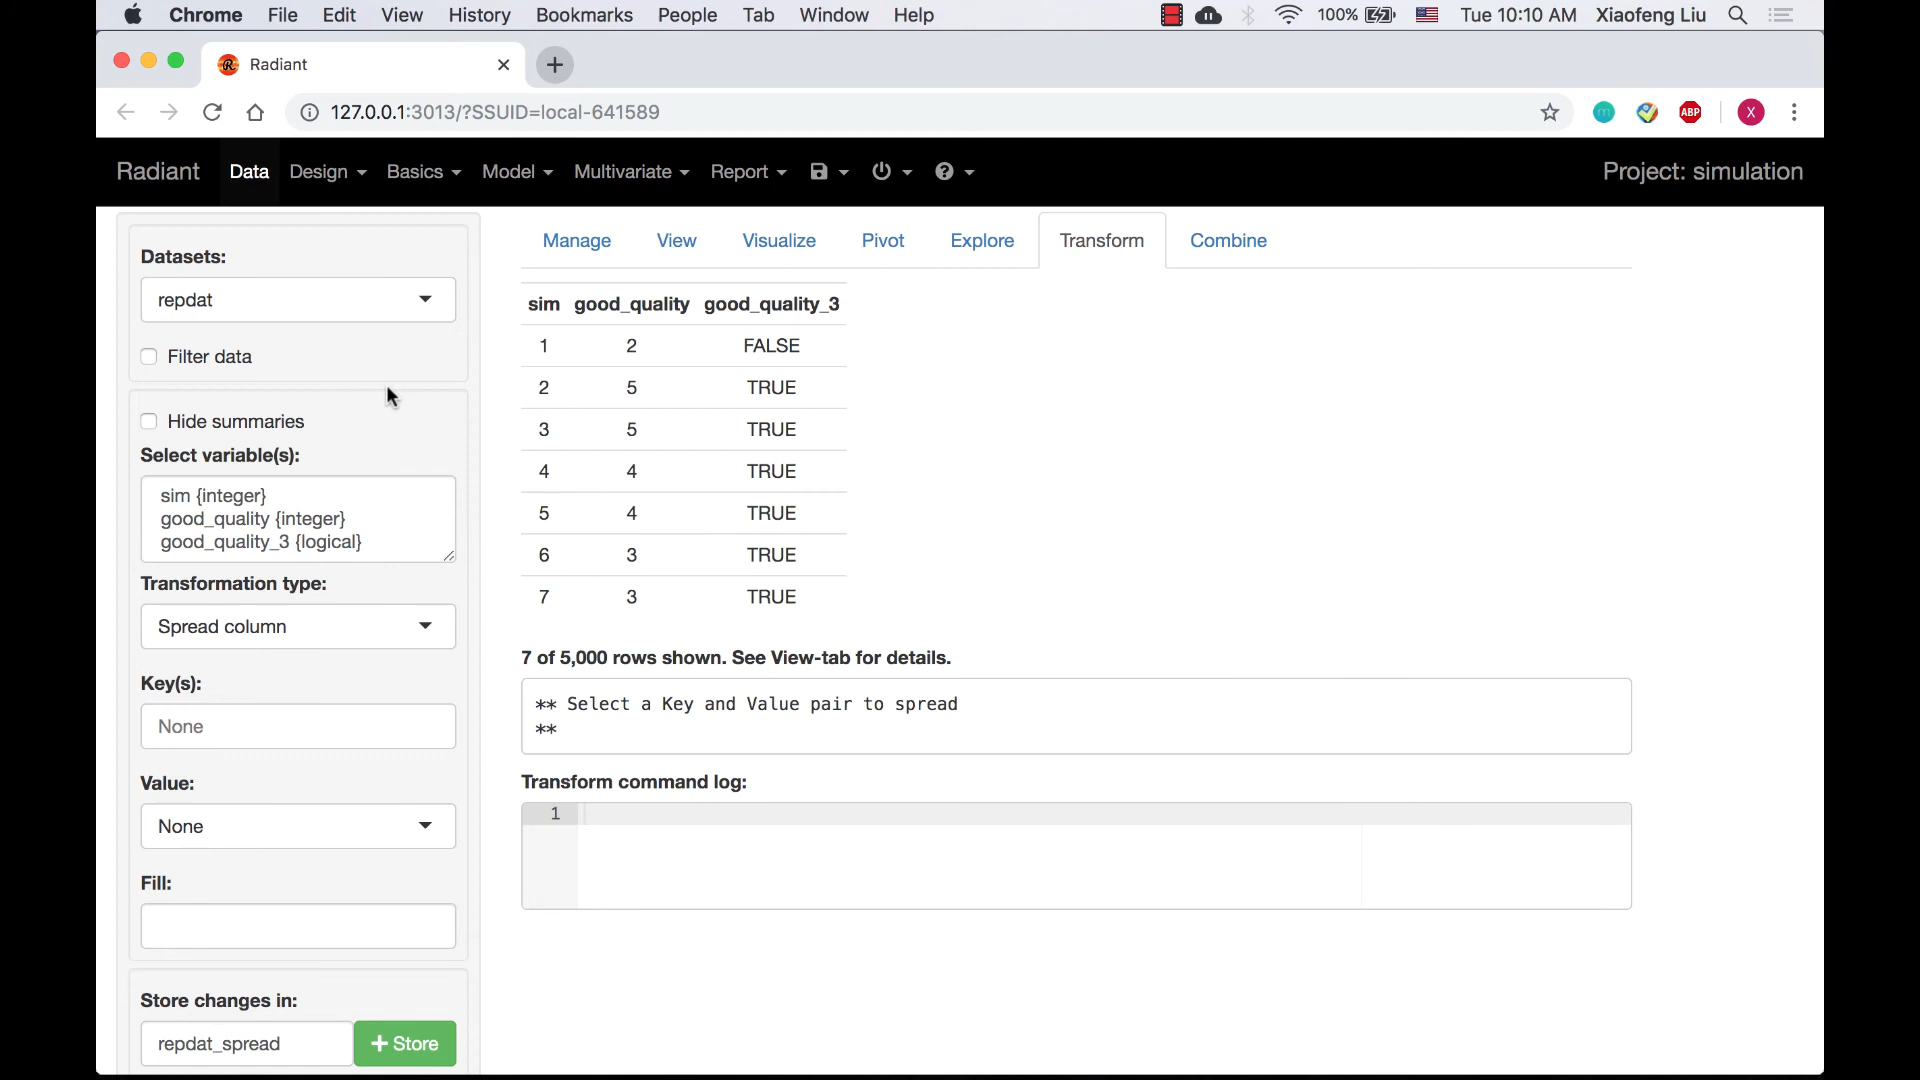 Chrome File Edit View History Bookmarks People Tab Window Help 100% Tue 10:10 AM Xiaofeng Liu
Radiant
127.0.0.1:3013/?SSUID=local-641589
m ABP X
Radiant Data Design Basics Model Multivariate Report Project: simulation
Datasets:
repdat
Filter data
Hide summaries
Select variable(s):
sim {integer}
good_quality {integer}
good_quality_3 {logical}
Transformation type:
Spread column
Key(s):
None
Value:
None
Fill:
Store changes in:
repdat_spread
+ Store
Manage View Visualize Pivot Explore Transform Combine
sim good_quality good_quality_3
1 2 FALSE
2 5 TRUE
3 5 TRUE
4 4 TRUE
5 4 TRUE
6 3 TRUE
7 3 TRUE
7 of 5,000 rows shown. See View-tab for details.
** Select a Key and Value pair to spread
**
Transform command log:
1